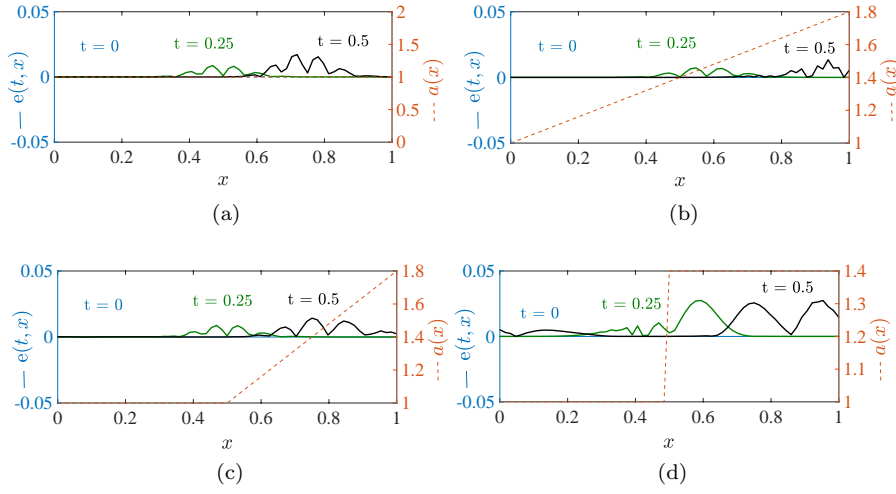 0.05
0
-0.05
— e(t, x)
t = 0
t = 0.25
t = 0.5
2
1.5
1
0.5
0
--- a(x)
0 0.2 0.4 0.6 0.8 1
x
(a)
0.05
0
-0.05
— e(t, x)
t = 0
t = 0.25
t = 0.5
1.8
1.6
1.4
1.2
1
--- a(x)
0 0.2 0.4 0.6 0.8 1
x
(b)
0.05
0
-0.05
— e(t, x)
t = 0
t = 0.25
t = 0.5
1.8
1.6
1.4
1.2
1
--- a(x)
0 0.2 0.4 0.6 0.8 1
x
(c)
0.05
0
-0.05
— e(t, x)
t = 0
t = 0.25
t = 0.5
1.4
1.3
1.2
1.1
1
--- a(x)
0 0.2 0.4 0.6 0.8 1
x
(d)